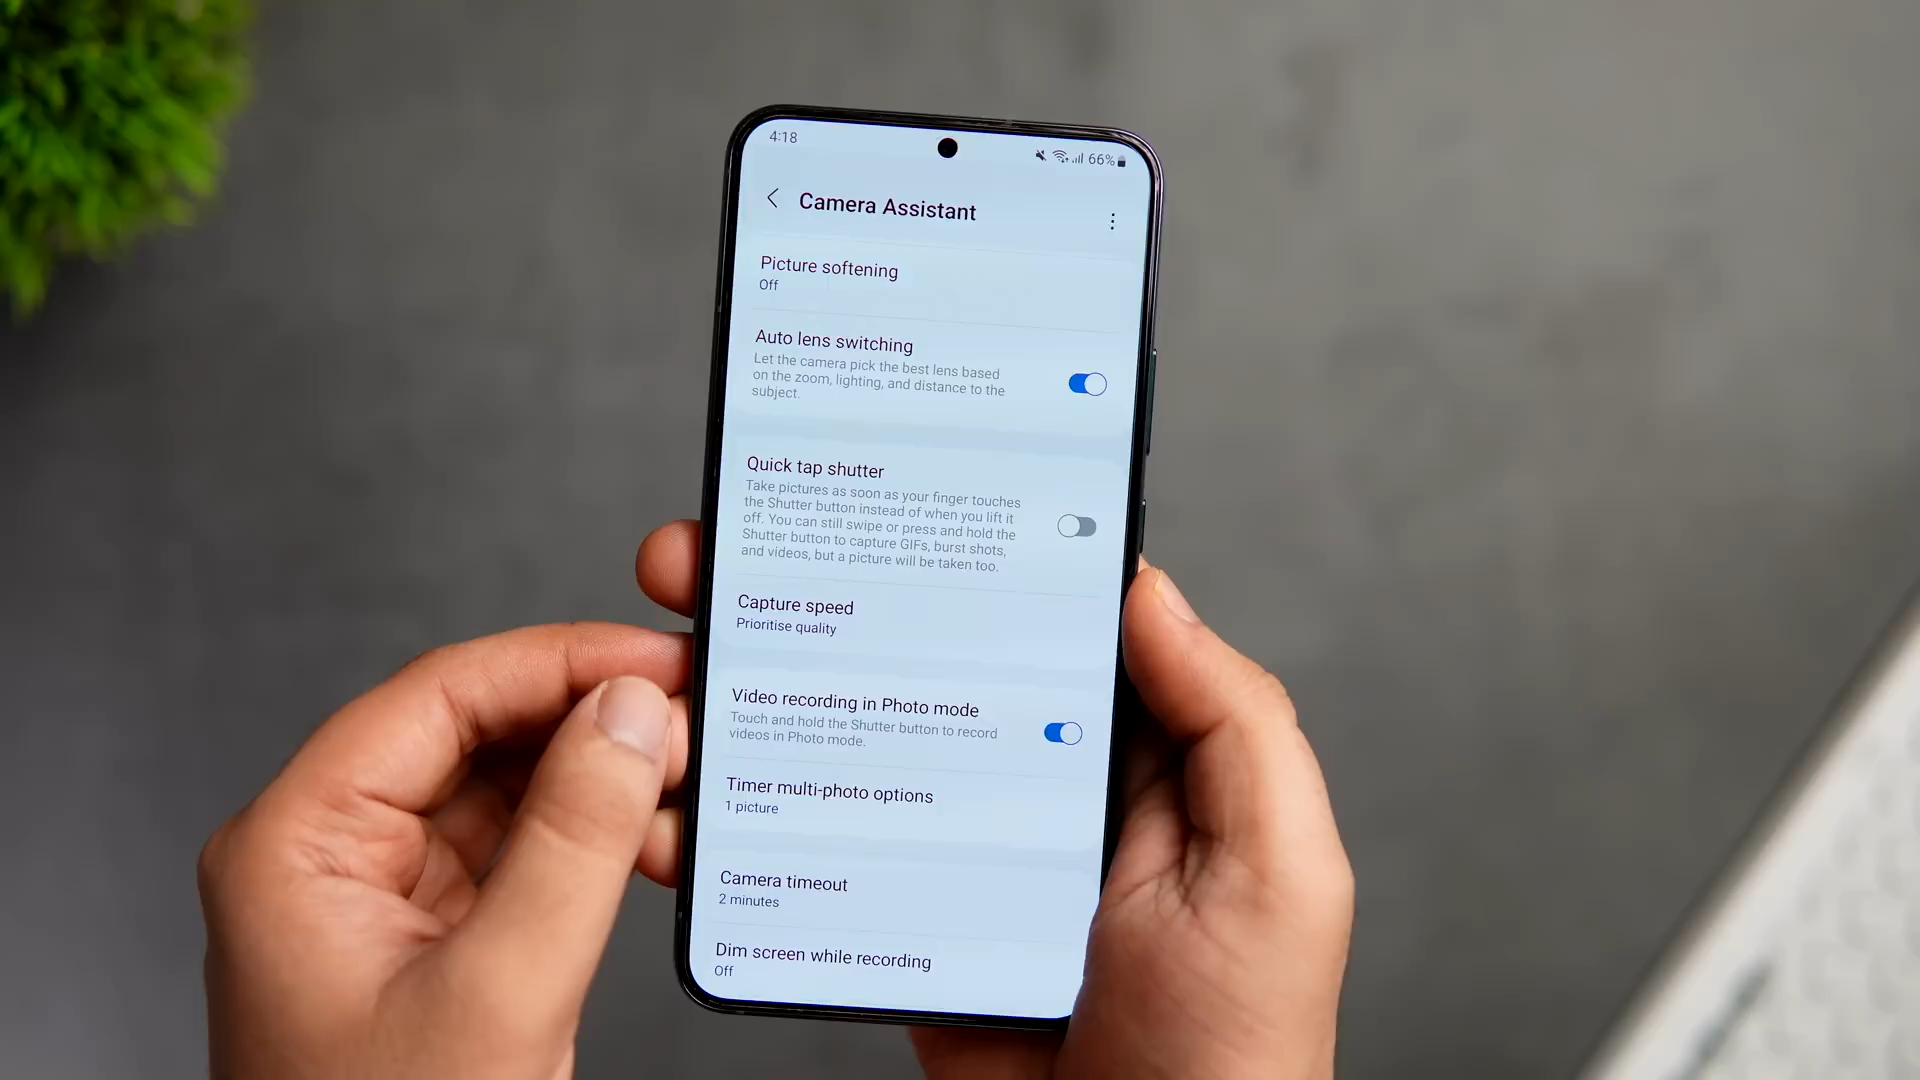 4:18
66%
Camera Assistant
Picture softening
Off
Auto lens switching
Let the camera pick the best lens based
on the zoom, lighting, and distance to the
subject.
Quick tap shutter
Take pictures as soon as your finger touches
the Shutter button instead of when you lift it
off. You can still swipe or press and hold the
Shutter button to capture GIFs, burst shots,
and videos, but a picture will be taken too.
Capture speed
Prioritise quality
Video recording in Photo mode
Touch and hold the Shutter button to record
videos in Photo mode.
Timer multi-photo options
1 picture
Camera timeout
2 minutes
Dim screen while recording
Off